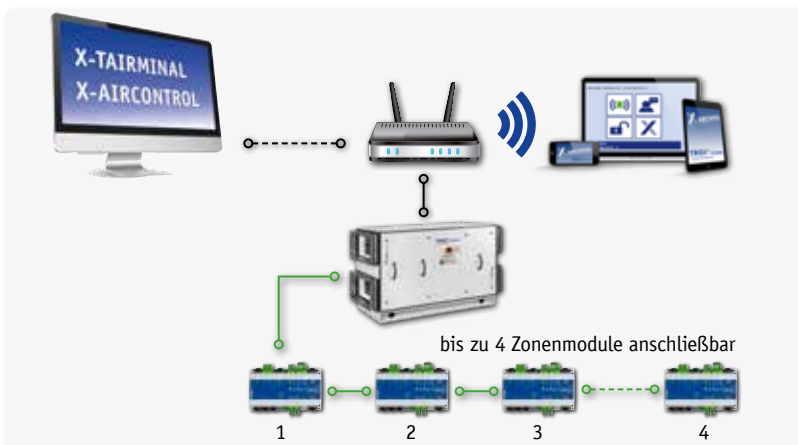 X-TAIRMINAL
X-AIRCONTROL
bis zu 4 Zonenmodule anschließbar
1 2 3 4